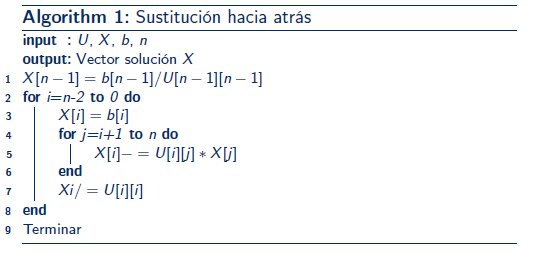 Algorithm 1: Sustitución hacia atrás
input : U, X, b, n
output: Vector solución X
1 X[n − 1] = b[n − 1]/U[n − 1][n − 1]
2 for i=n-2 to 0 do
3 X[i] = b[i]
4 for j=i+1 to n do
5 X[i]− = U[i][j] ∗ X[j]
6 end
7 Xi/ = U[i][i]
8 end
9 Terminar